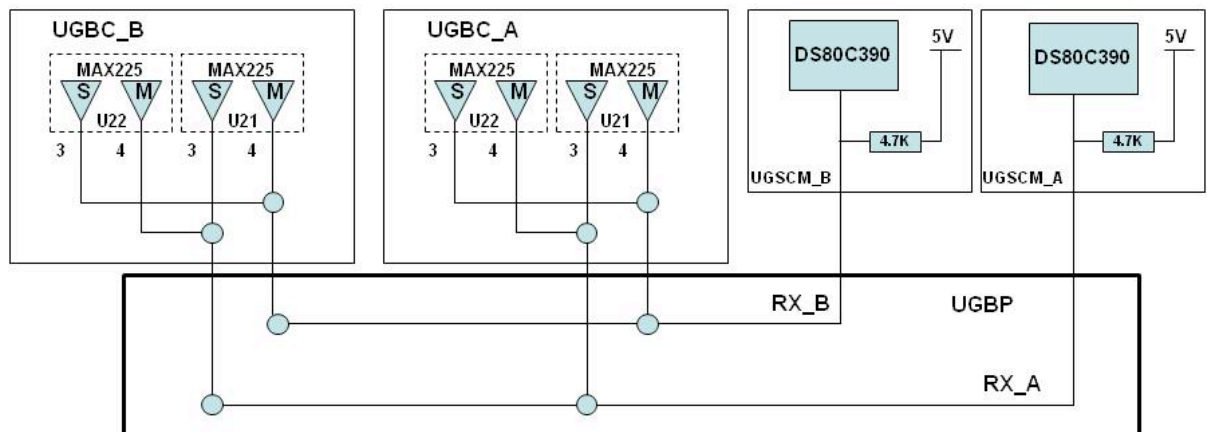 UGBC_B
MAX225
MAX225
S
M
S
M
U22
U21
3
4
3
4
UGBC_A
MAX225
MAX225
S
M
S
M
U22
U21
3
4
3
4
DS80C390
5V
4.7K
UGSCM_B
DS80C390
5V
4.7K
UGSCM_A
RX_B
UGBP
RX_A